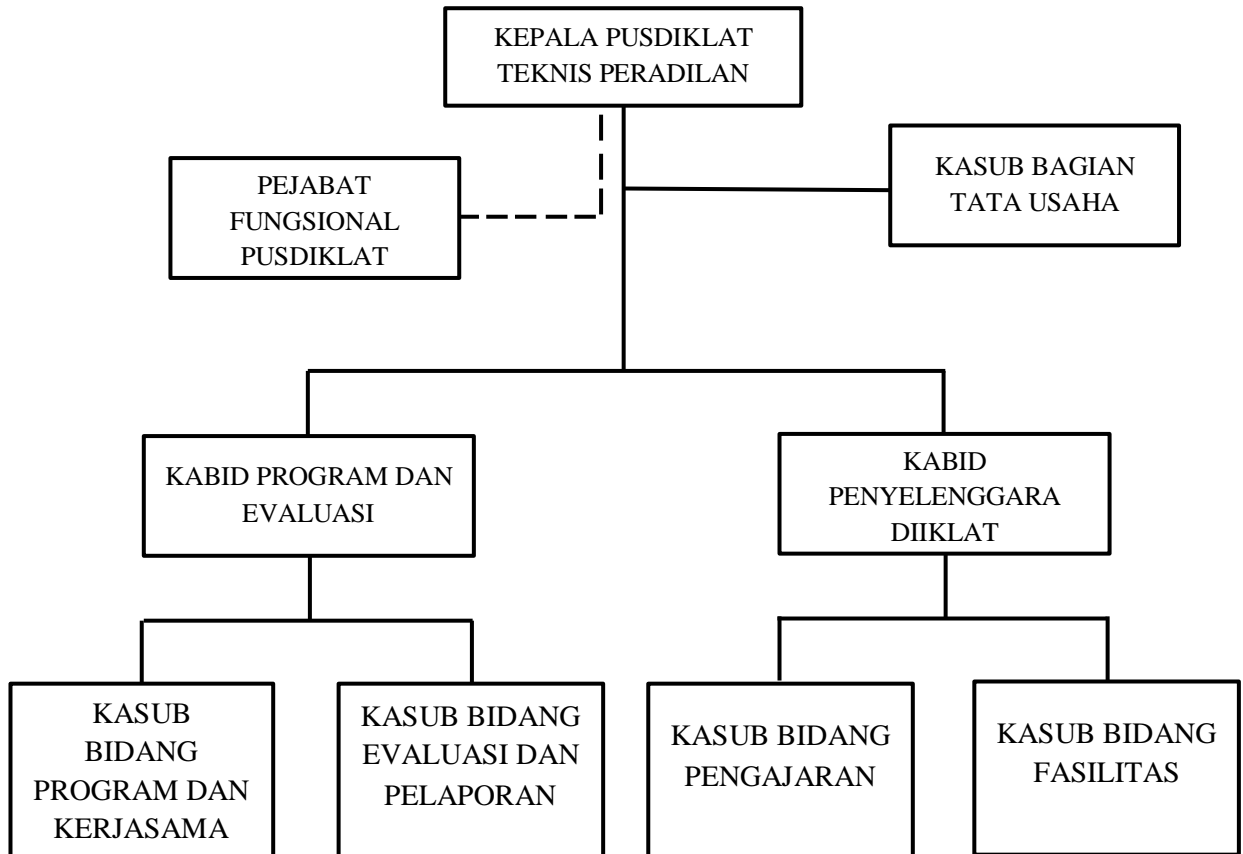 KEPALA PUSDIKLAT
TEKNIS PERADILAN
PEJABAT
FUNGSIONAL
PUSDIKLAT
KASUB BAGIAN
TATA USAHA
KABID PROGRAM DAN
EVALUASI
KABID
PENYELENGGARA
DIIKLAT
KASUB
BIDANG
PROGRAM DAN
KERJASAMA
KASUB BIDANG
EVALUASI DAN
PELAPORAN
KASUB BIDANG
PENGAJARAN
KASUB BIDANG
FASILITAS